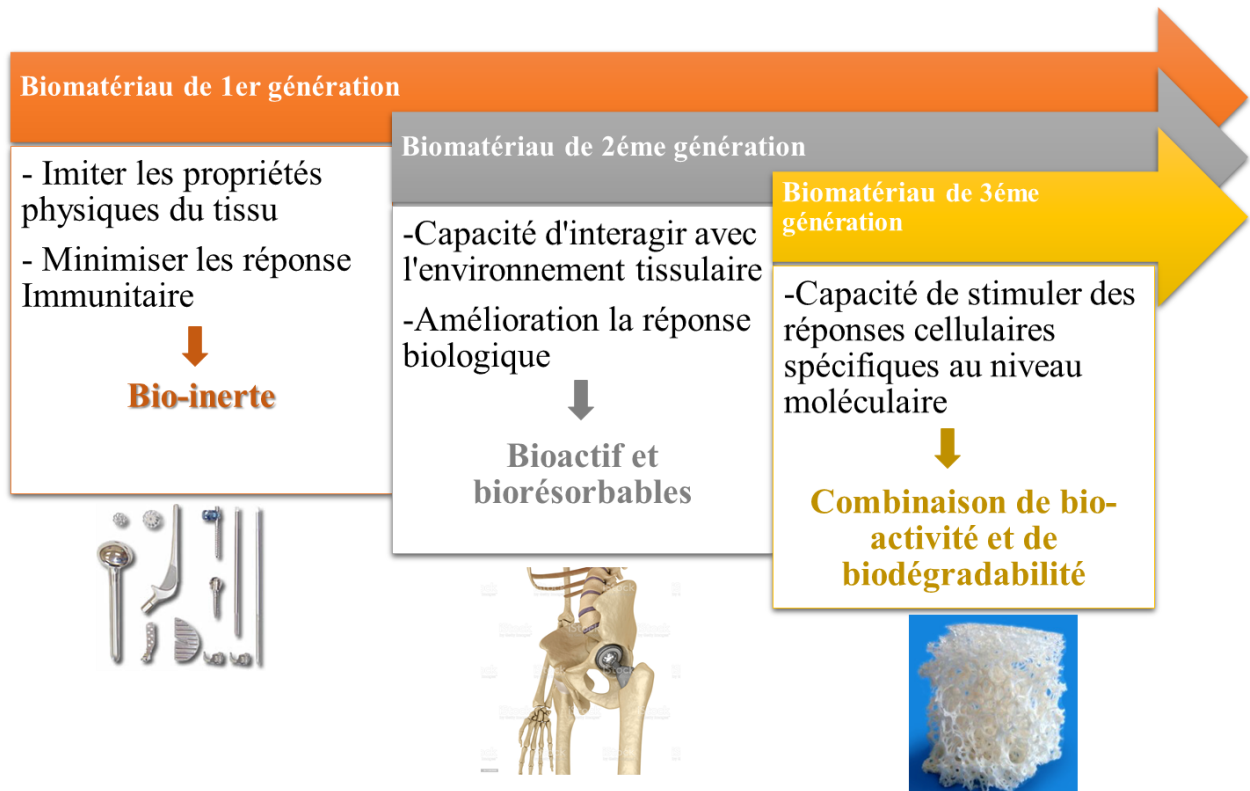 Biomatériau de 1er génération
- Imiter les propriétés
physiques du tissu
- Minimiser les réponse
Immunitaire
Bio-inerte
Biomatériau de 2éme génération
-Capacité d'interagir avec
l'environnement tissulaire
-Amélioration la réponse
biologique
Bioactif et
biorésorbables
Biomatériau de 3éme
génération
-Capacité de stimuler des
réponses cellulaires
spécifiques au niveau
moléculaire
Combinaison de bio-
activité et de
biodégradabilité